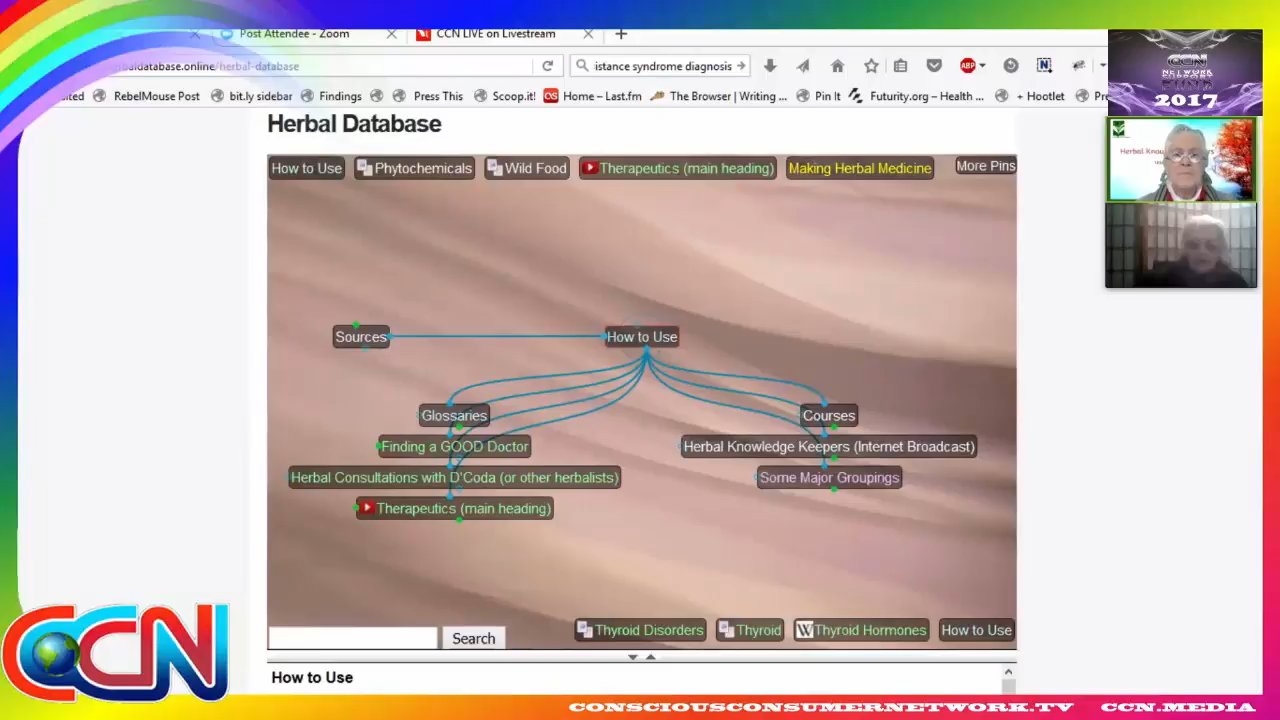 Post Attendee - Zoom
CCN LIVE on Livestream
baldatabase.online/herbal-database
istance syndrome diagnosis
ABP
N
RebelMouse Post
bit.ly sidebar
Findings
Press This
Scoop.it!
Home – Last.fm
The Browser | Writing ...
Pin It
Futurity.org – Health ...
+ Hootlet
CCN
NETWORK
2017
Herbal Database
How to Use
Phytochemicals
Wild Food
Therapeutics (main heading)
Making Herbal Medicine
More Pins
Sources
How to Use
Glossaries
Courses
Finding a GOOD Doctor
Herbal Knowledge Keepers (Internet Broadcast)
Herbal Consultations with D'Coda (or other herbalists)
Some Major Groupings
Therapeutics (main heading)
Search
Thyroid Disorders
Thyroid
W Thyroid Hormones
How to Use
How to Use
CCN
CONSCIOUSCONSUMERNETWORK.TV
CCN.MEDIA